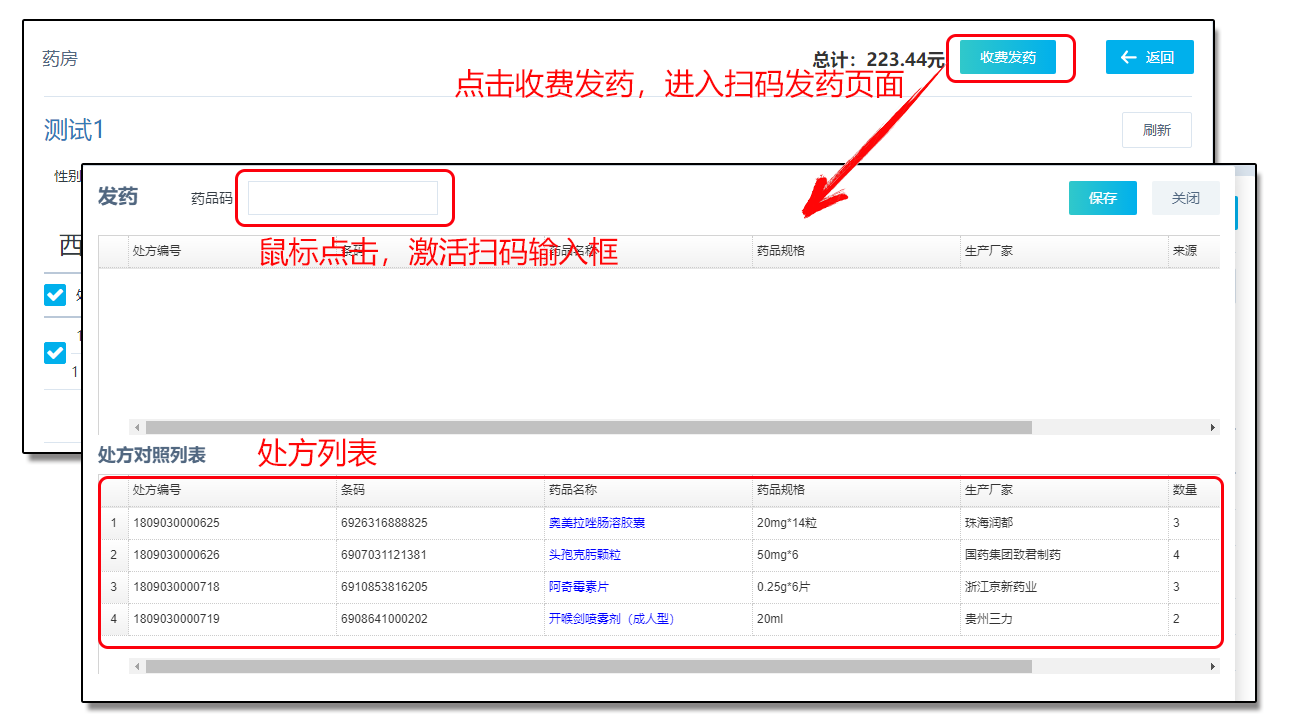 药房
总计：223.44元
收费发药
返回
点击收费发药，进入扫码发药页面
测试1
刷新
性别
发药
药品码
保存
关闭
西
鼠标点击，激活扫码输入框
处方编号 条码 药品名称 药品规格 生产厂家 来源
1
1
处方对照列表
处方列表
处方编号 条码 药品名称 药品规格 生产厂家 数量
1 1809030000625 6926316888825 奥美拉唑肠溶胶囊 20mg*14粒 珠海润都 3
2 1809030000626 6907031121381 头孢克肟颗粒 50mg*6 国药集团致君制药 4
3 1809030000718 6910853816205 阿奇霉素片 0.25g*6片 浙江京新药业 3
4 1809030000719 6908641000202 开喉剑喷雾剂（成人型） 20ml 贵州三力 2